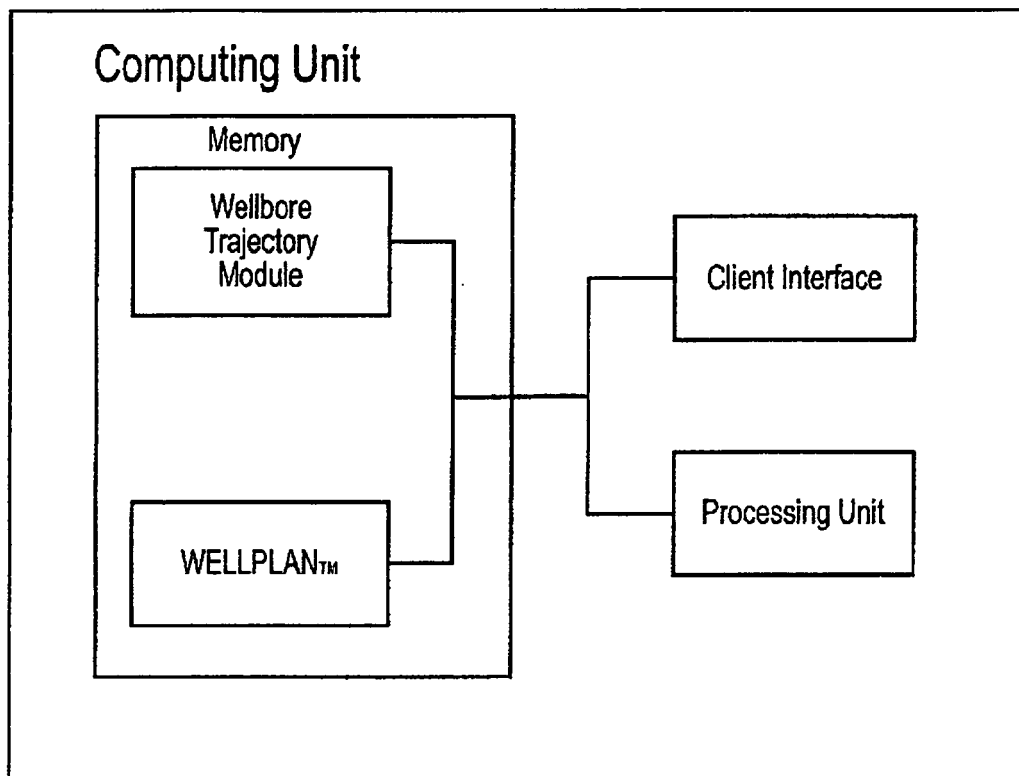 Computing Unit
Memory
Wellbore
Trajectory
Module
Client Interface
WELLPLAN™
Processing Unit